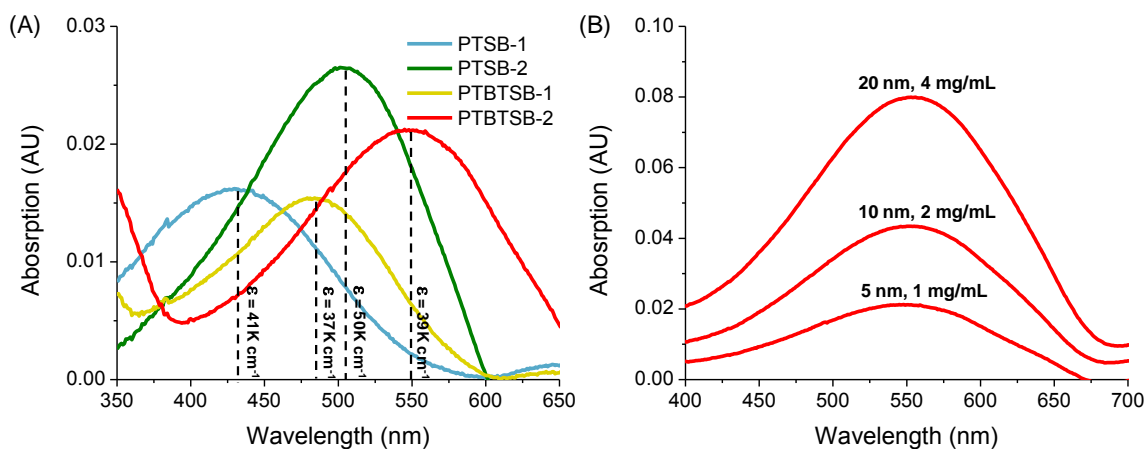 (A)
0.03
0.02
0.01
0.00
Abosrption (AU)
PTSB-1
PTSB-2
PTBTSB-1
PTBTSB-2
ε =41K cm⁻¹
ε =37K cm⁻¹
ε =50K cm⁻¹
ε =39K cm⁻¹
350 400 450 500 550 600 650
Wavelength (nm)
(B)
0.10
0.08
0.06
0.04
0.02
0.00
Abosrption (AU)
20 nm, 4 mg/mL
10 nm, 2 mg/mL
5 nm, 1 mg/mL
400 450 500 550 600 650 700
Wavelength (nm)